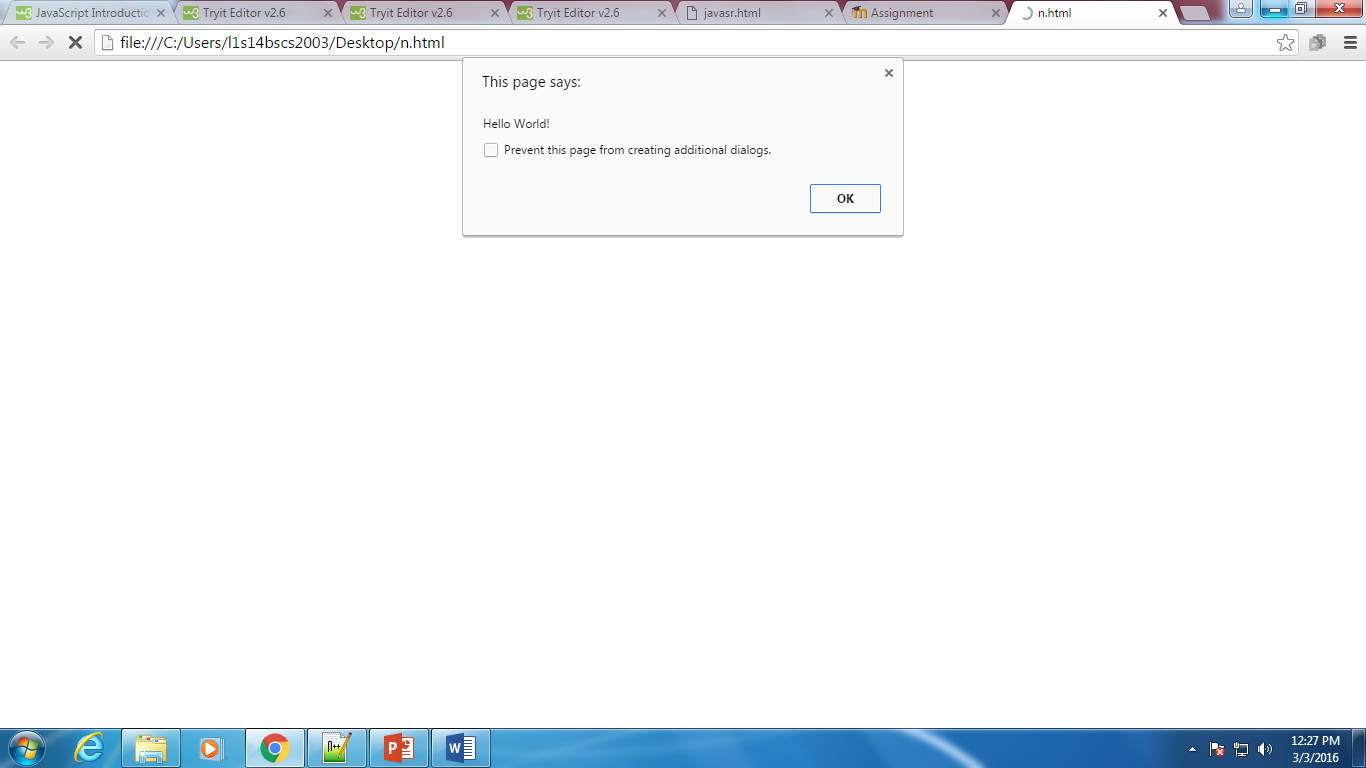 JavaScript Introductic
Tryit Editor v2.6
Tryit Editor v2.6
Tryit Editor v2.6
javasr.html
Assignment
n.html
file:///C:/Users/l1s14bscs2003/Desktop/n.html
This page says:
Hello World!
Prevent this page from creating additional dialogs.
OK
12:27 PM
3/3/2016